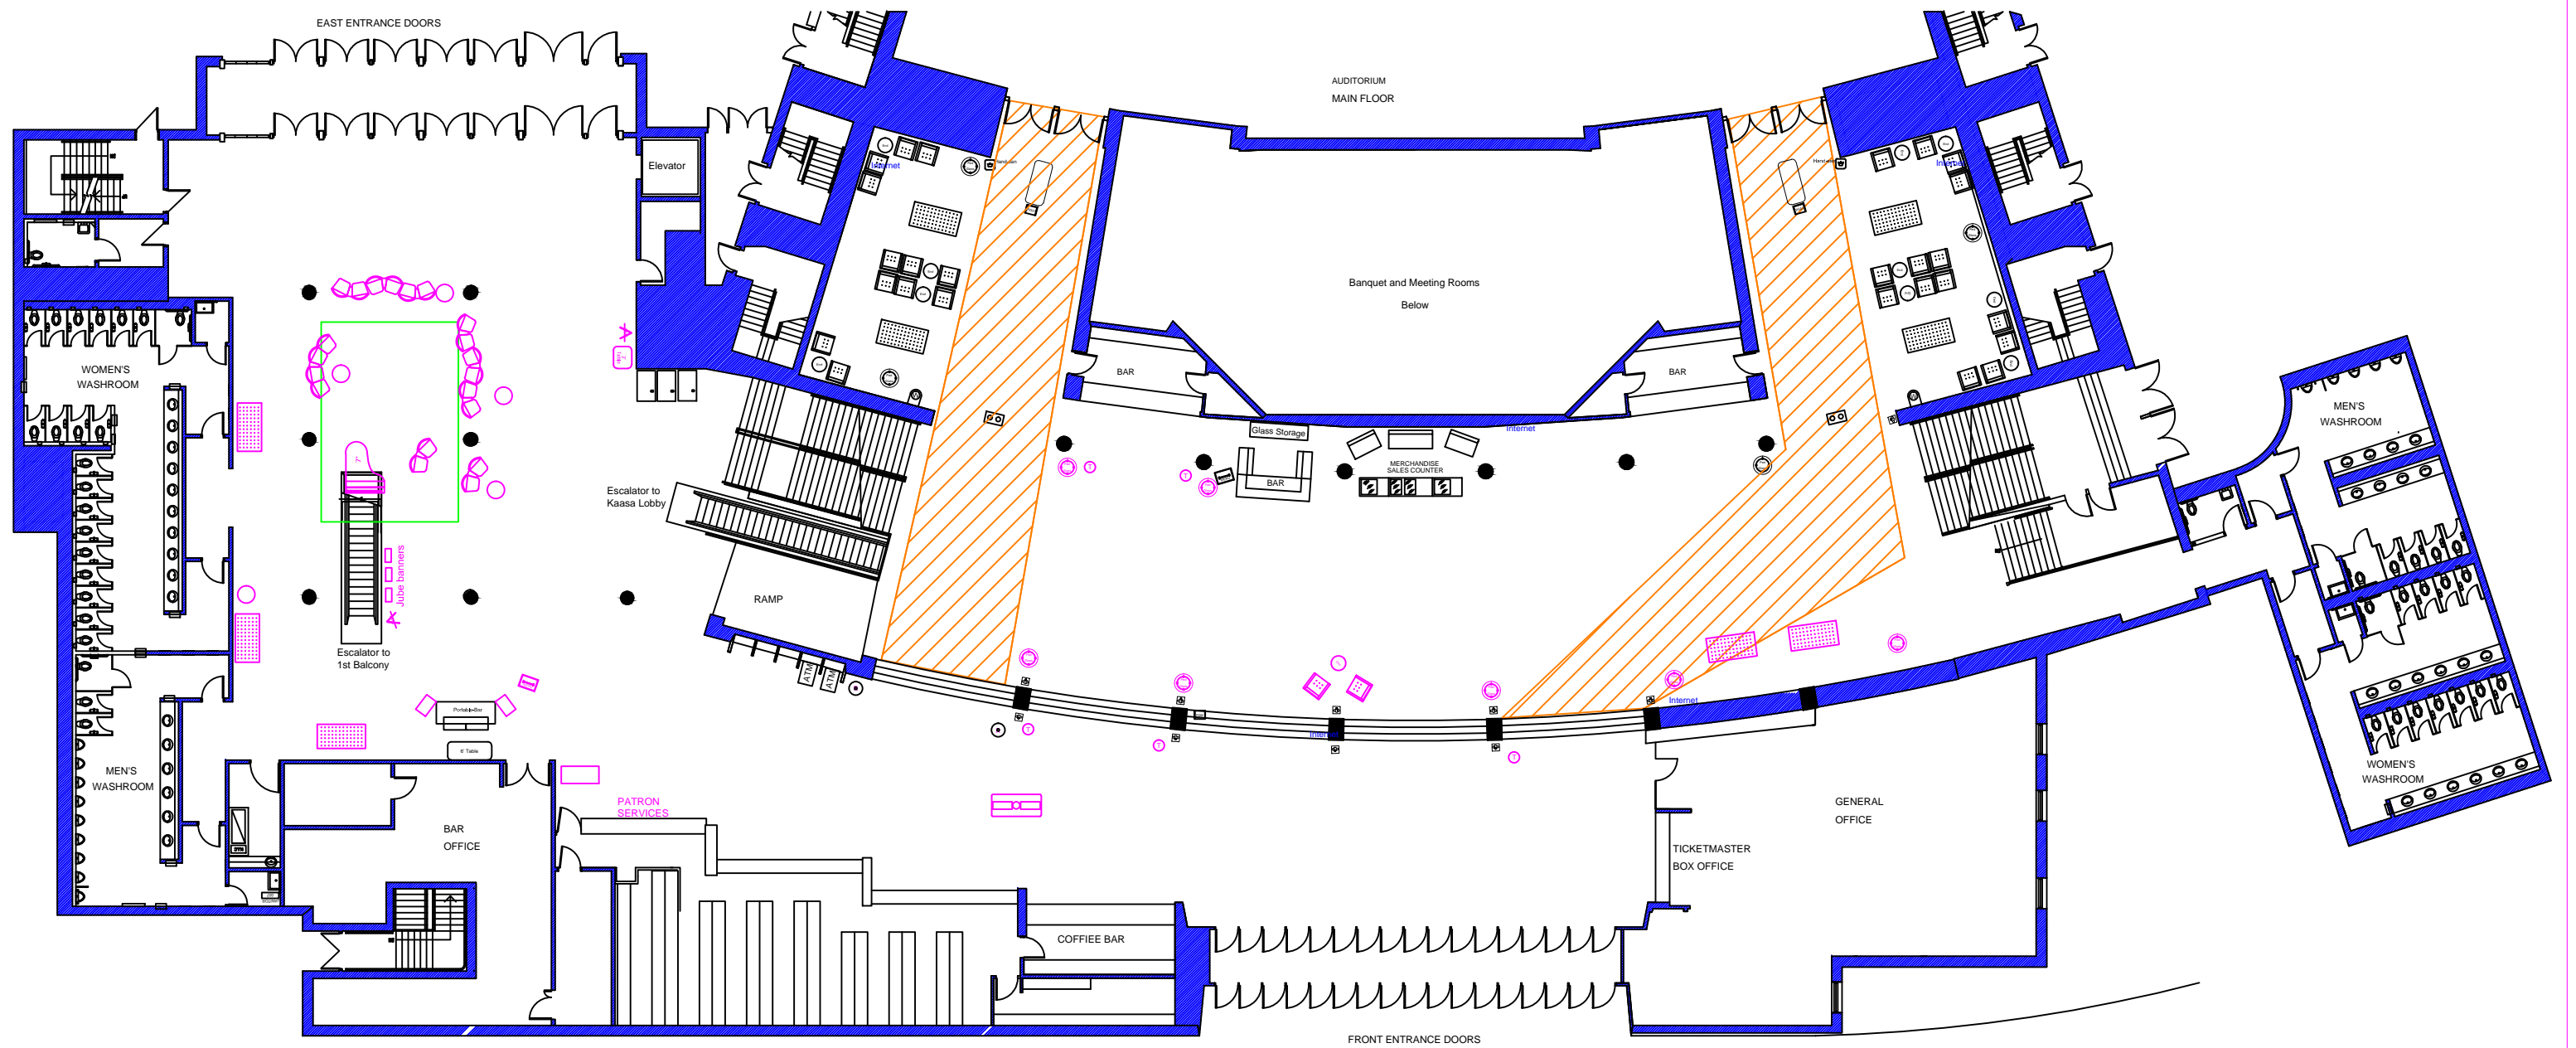 EAST ENTRANCE DOORS
AUDITORIUM
MAIN FLOOR
Elevator
Internet
Internet
Banquet and Meeting Rooms
Below
WOMEN'S
WASHROOM
BAR
BAR
MEN'S
WASHROOM
Glass Storage
Internet
MERCHANDISE
SALES COUNTER
BAR
Escalator to
Kaasa Lobby
Jube banners
RAMP
Escalator to
1st Balcony
ATM
ATM
Internet
Portable Bar
Internet
6' Table
MEN'S
WASHROOM
WOMEN'S
WASHROOM
PATRON
SERVICES
GENERAL
OFFICE
BAR
OFFICE
TICKETMASTER
BOX OFFICE
COFFIEE BAR
FRONT ENTRANCE DOORS